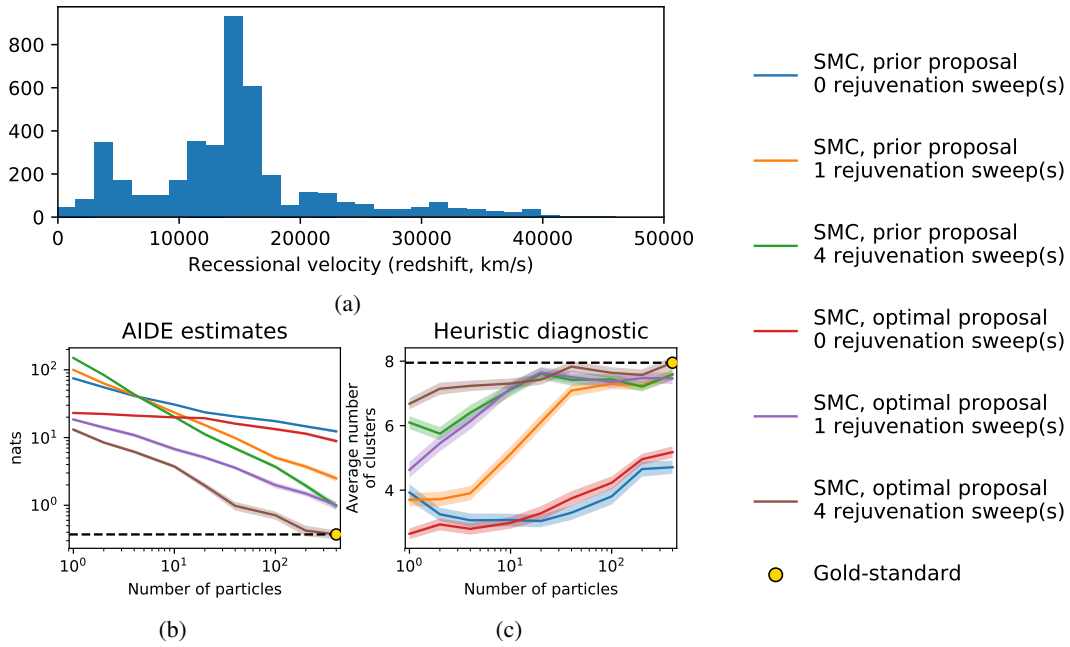 800
600
400
200
0
0 10000 20000 30000 40000 50000
Recessional velocity (redshift, km/s)
(a)
AIDE estimates
10²
10¹
10⁰
nats
10⁰ 10¹ 10²
Number of particles
(b)
Heuristic diagnostic
8
6
4
Average number
of clusters
10⁰ 10¹ 10²
Number of particles
(c)
SMC, prior proposal
0 rejuvenation sweep(s)
SMC, prior proposal
1 rejuvenation sweep(s)
SMC, prior proposal
4 rejuvenation sweep(s)
SMC, optimal proposal
0 rejuvenation sweep(s)
SMC, optimal proposal
1 rejuvenation sweep(s)
SMC, optimal proposal
4 rejuvenation sweep(s)
Gold-standard